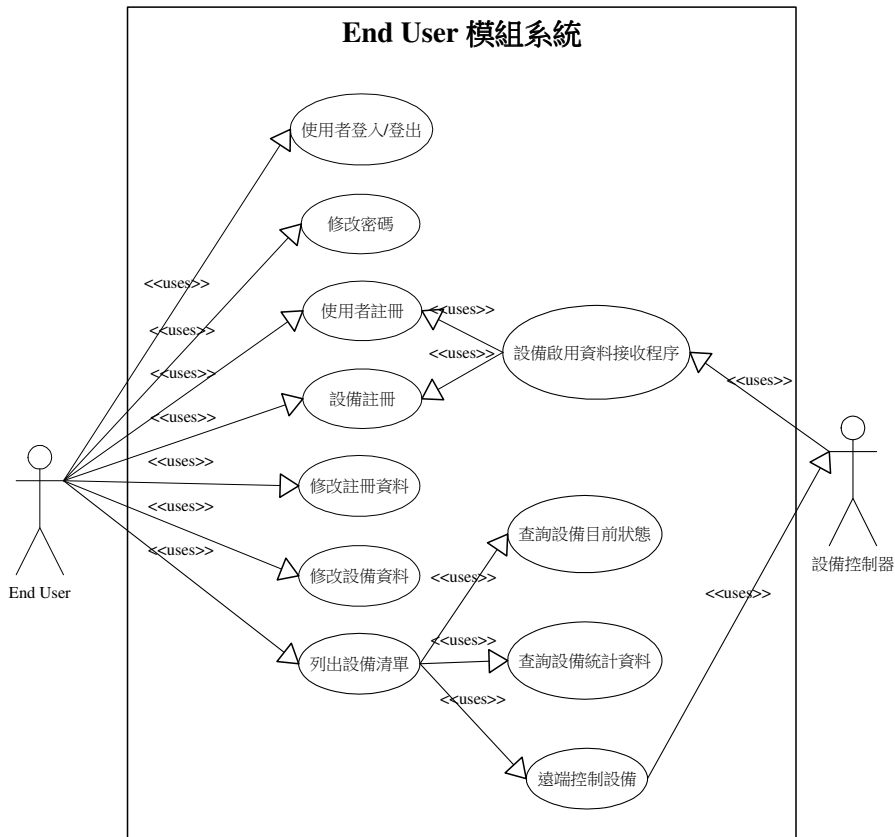 End User 模組系統
使用者登入/登出
修改密碼
<<uses>>
<<uses>>
使用者註冊
<<uses>>
<<uses>>
設備啟用資料接收程序
<<uses>>
<<uses>>
設備註冊
<<uses>>
<<uses>>
修改註冊資料
<<uses>>
查詢設備目前狀態
<<uses>>
設備控制器
修改設備資料
<<uses>>
End User
<<uses>>
<<uses>>
列出設備清單
查詢設備統計資料
<<uses>>
遠端控制設備